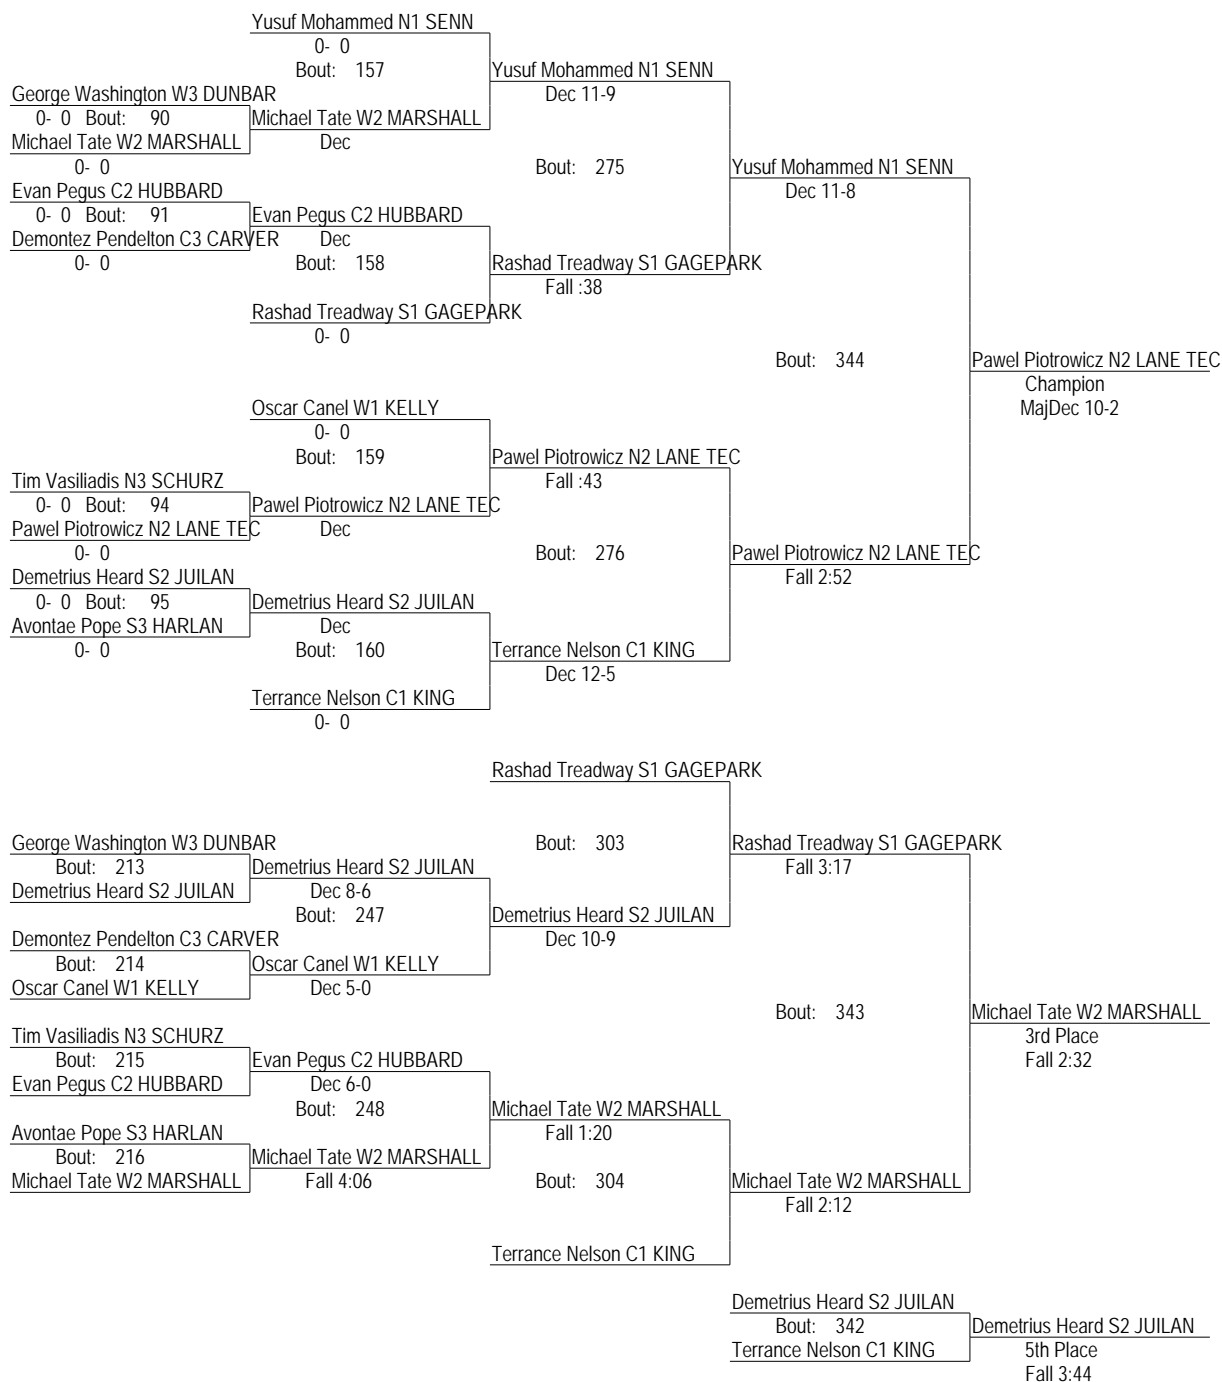 Yusuf Mohammed N1 SENN
0- 0
Bout: 157
Yusuf Mohammed N1 SENN
George Washington W3 DUNBAR
Dec 11-9
0- 0 Bout: 90
Michael Tate W2 MARSHALL
Michael Tate W2 MARSHALL
Dec
0- 0
Bout: 275
Yusuf Mohammed N1 SENN
Evan Pegus C2 HUBBARD
Dec 11-8
0- 0 Bout: 91
Evan Pegus C2 HUBBARD
Demontez Pendelton C3 CARVER
Dec
0- 0
Bout: 158
Rashad Treadway S1 GAGEPARK
Fall :38
Rashad Treadway S1 GAGEPARK
0- 0
Bout: 344
Pawel Piotrowicz N2 LANE TEC
Champion
MajDec 10-2
Oscar Canel W1 KELLY
0- 0
Bout: 159
Pawel Piotrowicz N2 LANE TEC
Tim Vasiliadis N3 SCHURZ
Fall :43
0- 0 Bout: 94
Pawel Piotrowicz N2 LANE TEC
Pawel Piotrowicz N2 LANE TEC
Dec
0- 0
Bout: 276
Pawel Piotrowicz N2 LANE TEC
Demetrius Heard S2 JUILAN
Fall 2:52
0- 0 Bout: 95
Demetrius Heard S2 JUILAN
Avontae Pope S3 HARLAN
Dec
0- 0
Bout: 160
Terrance Nelson C1 KING
Dec 12-5
Terrance Nelson C1 KING
0- 0
Rashad Treadway S1 GAGEPARK
George Washington W3 DUNBAR
Bout: 303
Rashad Treadway S1 GAGEPARK
Bout: 213
Demetrius Heard S2 JUILAN
Fall 3:17
Demetrius Heard S2 JUILAN
Dec 8-6
Bout: 247
Demetrius Heard S2 JUILAN
Demontez Pendelton C3 CARVER
Dec 10-9
Bout: 214
Oscar Canel W1 KELLY
Oscar Canel W1 KELLY
Dec 5-0
Bout: 343
Michael Tate W2 MARSHALL
Tim Vasiliadis N3 SCHURZ
3rd Place
Bout: 215
Evan Pegus C2 HUBBARD
Fall 2:32
Evan Pegus C2 HUBBARD
Dec 6-0
Bout: 248
Michael Tate W2 MARSHALL
Avontae Pope S3 HARLAN
Fall 1:20
Bout: 216
Michael Tate W2 MARSHALL
Michael Tate W2 MARSHALL
Fall 4:06
Bout: 304
Michael Tate W2 MARSHALL
Fall 2:12
Terrance Nelson C1 KING
Demetrius Heard S2 JUILAN
Bout: 342
Demetrius Heard S2 JUILAN
Terrance Nelson C1 KING
5th Place
Fall 3:44